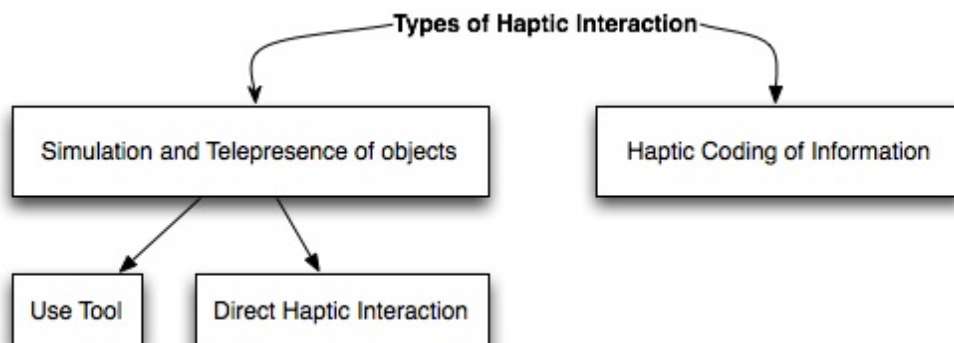 Types of Haptic Interaction
Simulation and Telepresence of objects
Haptic Coding of Information
Use Tool
Direct Haptic Interaction